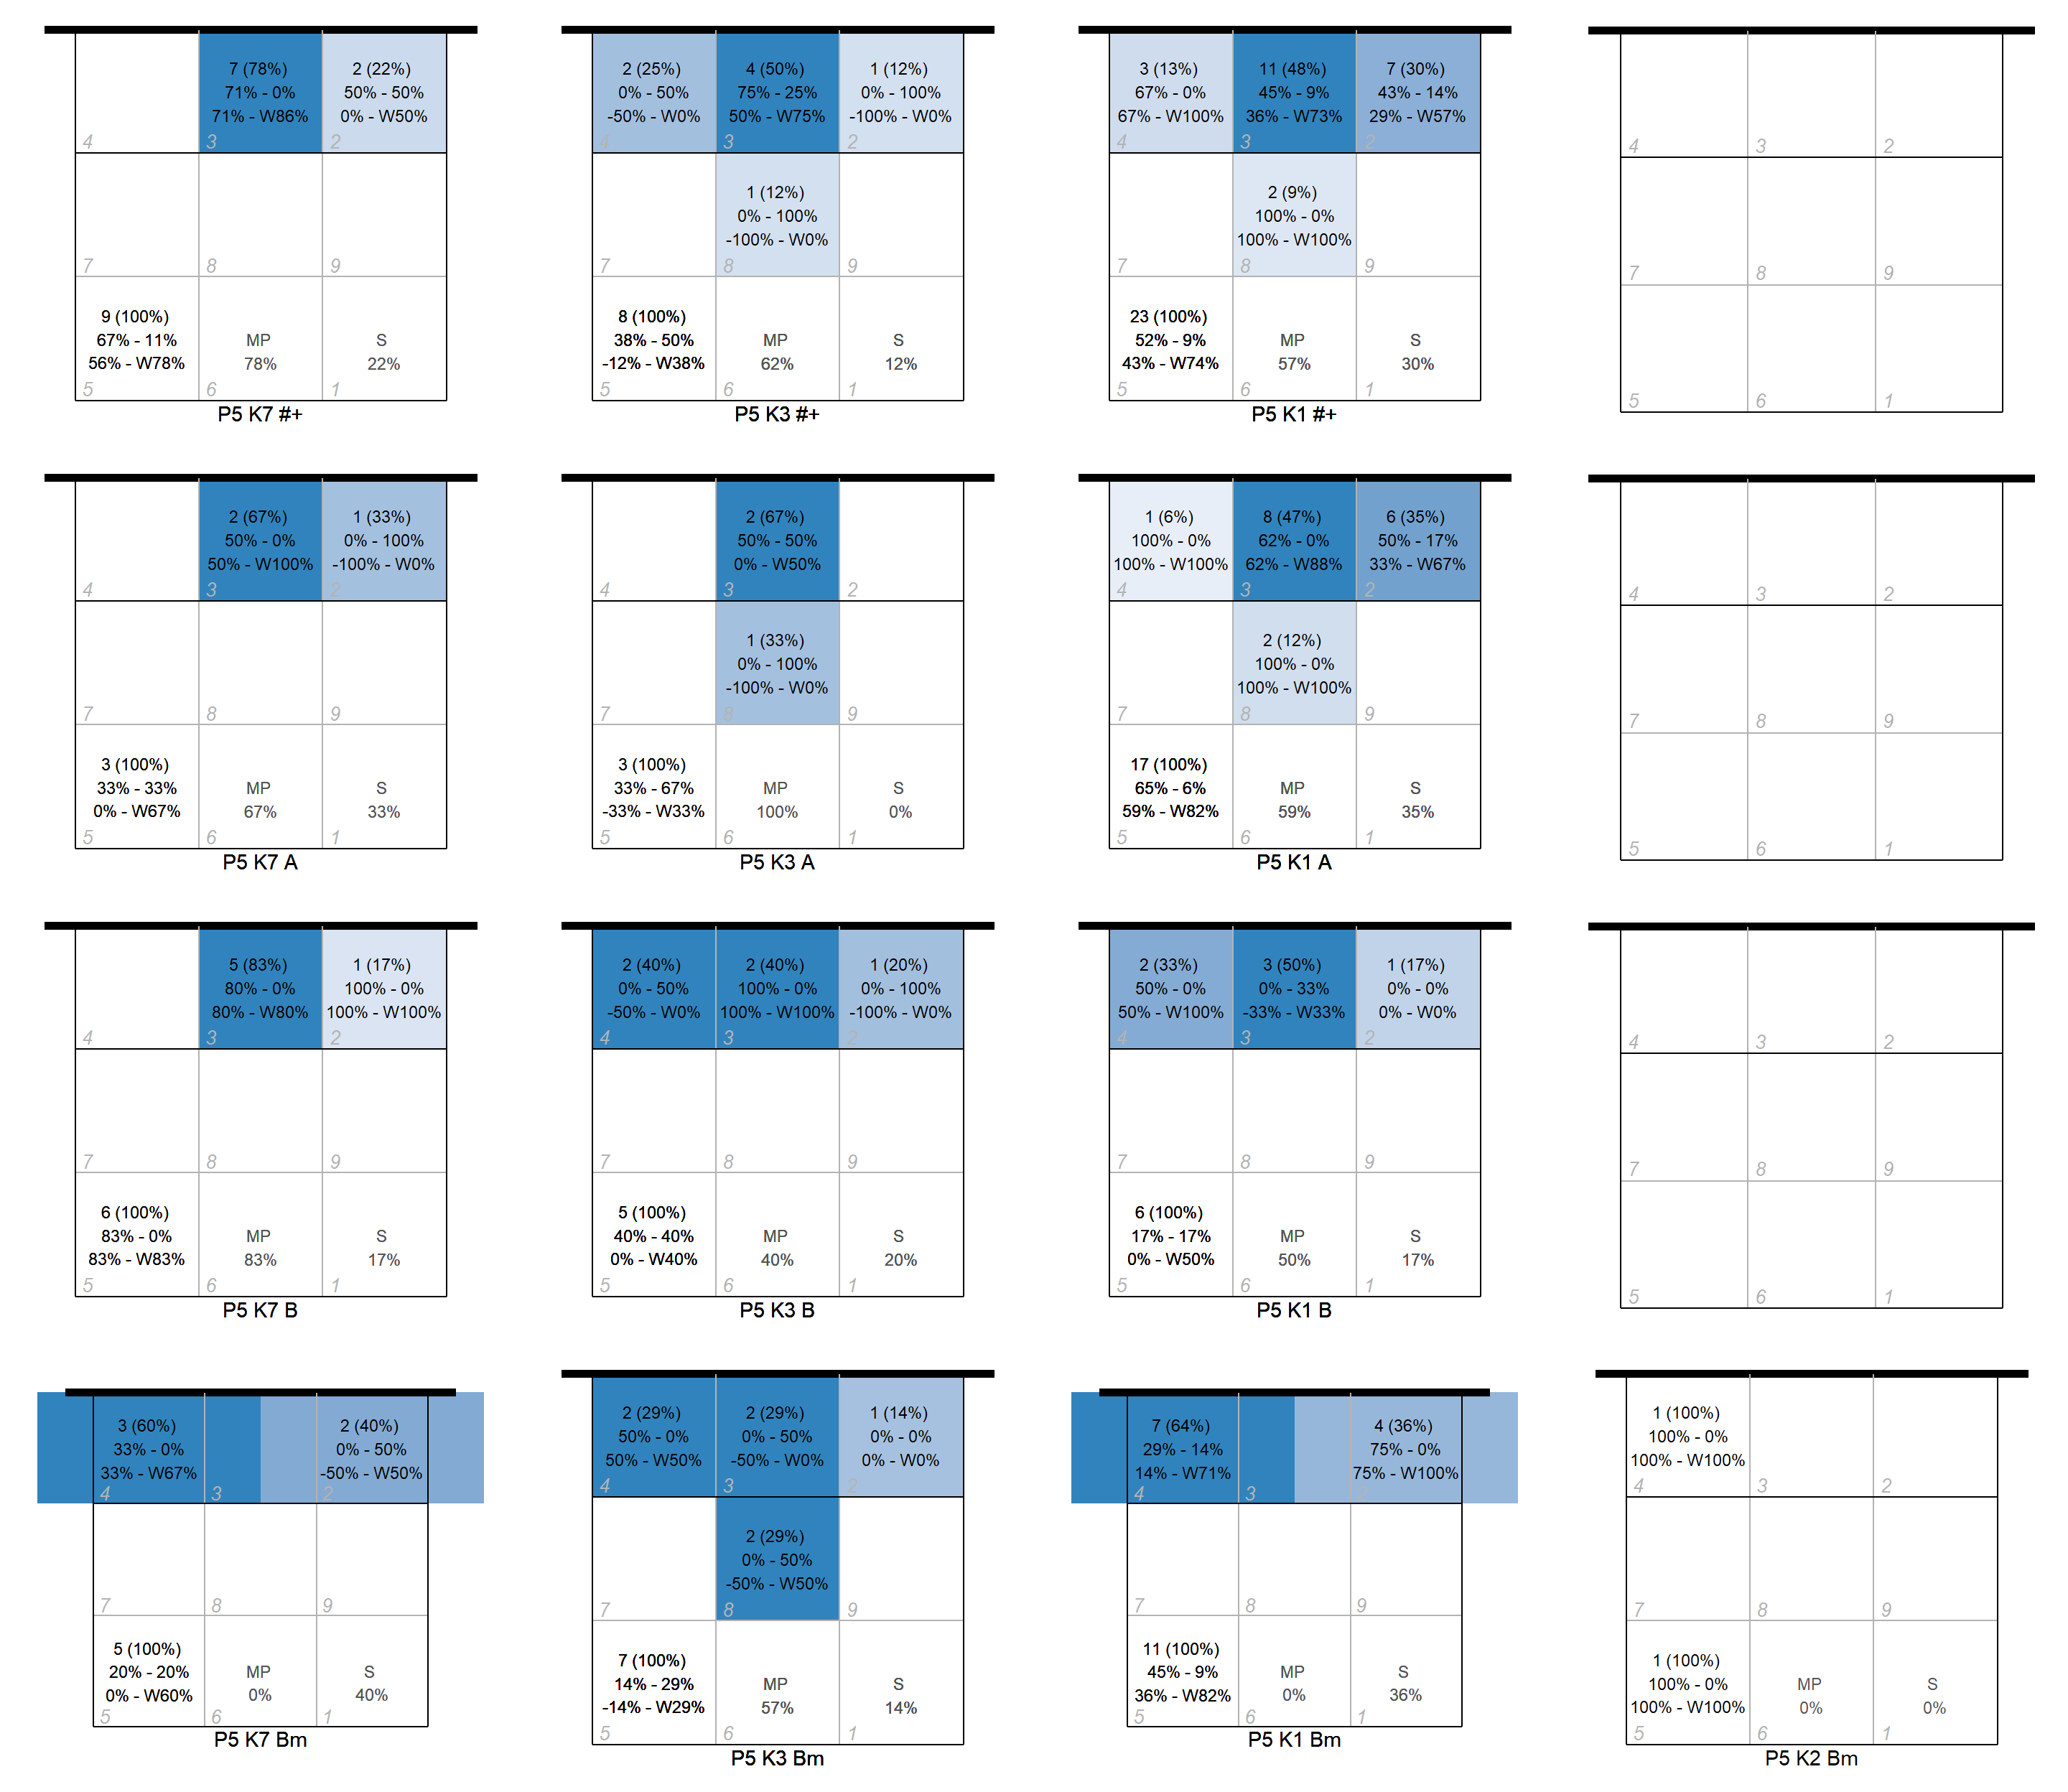 7 (78%)
71% - 0%
71% - W86%
2 (22%)
50% - 50%
0% - W50%
4
3
2
7
8
9
9 (100%)
67% - 11%
56% - W78%
MP
78%
S
22%
5
6
1
P5 K7 #+
2 (25%)
0% - 50%
-50% - W0%
4 (50%)
75% - 25%
50% - W75%
1 (12%)
0% - 100%
-100% - W0%
4
3
2
1 (12%)
0% - 100%
-100% - W0%
7
8
9
8 (100%)
38% - 50%
-12% - W38%
MP
62%
S
12%
5
6
1
P5 K3 #+
3 (13%)
67% - 0%
67% - W100%
11 (48%)
45% - 9%
36% - W73%
7 (30%)
43% - 14%
29% - W57%
4
3
2
2 (9%)
100% - 0%
100% - W100%
7
8
9
23 (100%)
52% - 9%
43% - W74%
MP
57%
S
30%
5
6
1
P5 K1 #+
4
3
2
7
8
9
5
6
1
2 (67%)
50% - 0%
50% - W100%
1 (33%)
0% - 100%
-100% - W0%
4
3
2
7
8
9
3 (100%)
33% - 33%
0% - W67%
MP
67%
S
33%
5
6
1
P5 K7 A
2 (67%)
50% - 50%
0% - W50%
4
3
2
1 (33%)
0% - 100%
-100% - W0%
7
8
9
3 (100%)
33% - 67%
-33% - W33%
MP
100%
S
0%
5
6
1
P5 K3 A
1 (6%)
100% - 0%
100% - W100%
8 (47%)
62% - 0%
62% - W88%
6 (35%)
50% - 17%
33% - W67%
4
3
2
2 (12%)
100% - 0%
100% - W100%
7
8
9
17 (100%)
65% - 6%
59% - W82%
MP
59%
S
35%
5
6
1
P5 K1 A
4
3
2
7
8
9
5
6
1
5 (83%)
80% - 0%
80% - W80%
1 (17%)
100% - 0%
100% - W100%
4
3
2
7
8
9
6 (100%)
83% - 0%
83% - W83%
MP
83%
S
17%
5
6
1
P5 K7 B
2 (40%)
0% - 50%
-50% - W0%
2 (40%)
100% - 0%
100% - W100%
1 (20%)
0% - 100%
-100% - W0%
4
3
2
7
8
9
5 (100%)
40% - 40%
0% - W40%
MP
40%
S
20%
5
6
1
P5 K3 B
2 (33%)
50% - 0%
50% - W100%
3 (50%)
0% - 33%
-33% - W33%
1 (17%)
0% - 0%
0% - W0%
4
3
2
7
8
9
6 (100%)
17% - 17%
0% - W50%
MP
50%
S
17%
5
6
1
P5 K1 B
4
3
2
7
8
9
5
6
1
3 (60%)
33% - 0%
33% - W67%
2 (40%)
0% - 50%
-50% - W50%
4
3
2
7
8
9
5 (100%)
20% - 20%
0% - W60%
MP
0%
S
40%
5
6
1
P5 K7 Bm
2 (29%)
50% - 0%
50% - W50%
2 (29%)
0% - 50%
-50% - W0%
1 (14%)
0% - 0%
0% - W0%
4
3
2
2 (29%)
0% - 50%
-50% - W50%
7
8
9
7 (100%)
14% - 29%
-14% - W29%
MP
57%
S
14%
5
6
1
P5 K3 Bm
7 (64%)
29% - 14%
14% - W71%
4 (36%)
75% - 0%
75% - W100%
4
3
7
8
9
11 (100%)
45% - 9%
36% - W82%
MP
0%
S
36%
5
6
1
P5 K1 Bm
1 (100%)
100% - 0%
100% - W100%
4
3
2
7
8
9
1 (100%)
100% - 0%
100% - W100%
MP
0%
S
0%
5
6
1
P5 K2 Bm